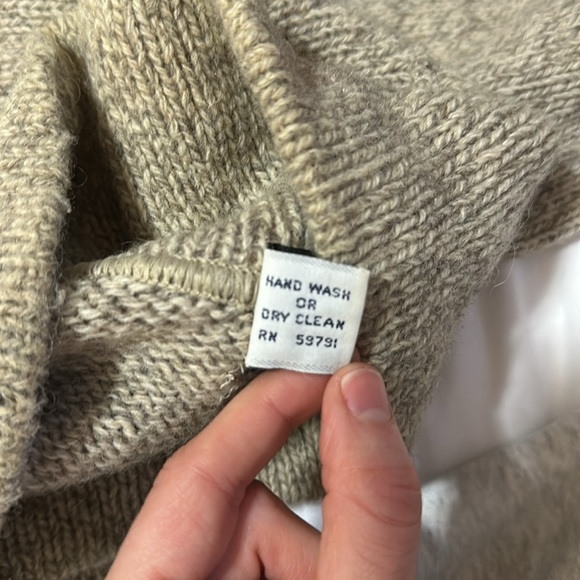 HAND WASH
OR
DRY CLEAN
RN 59791